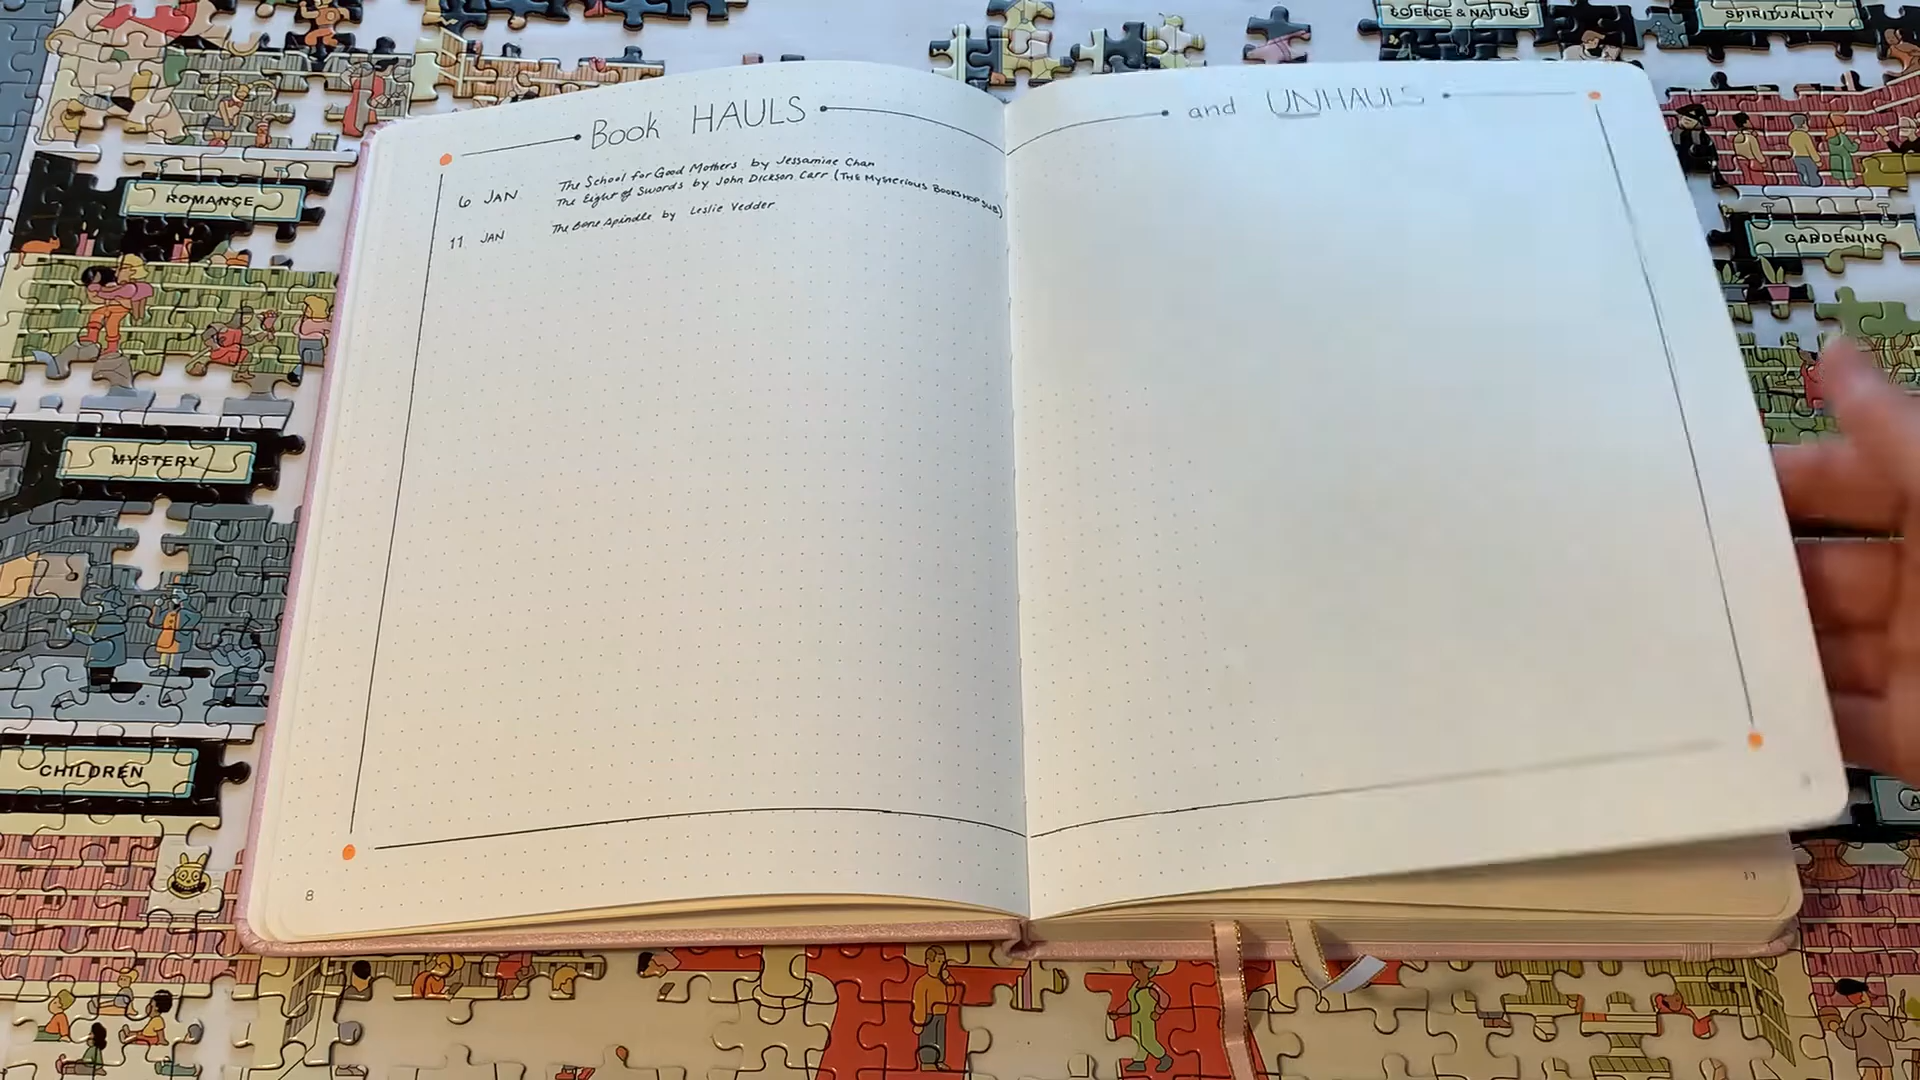 SCIENCE & NATURE
SPIRITUALITY
Book HAULS
and UNHAULS
6 JAN
The School for Good Mothers by Jessamine Chan
The Eight of Swords by John Dickson Carr (THE MYSTERIOUS BOOKSHOP SUB)
11 JAN
The Bone Spindle by Leslie Vedder
ROMANCE
GARDENING
MYSTERY
CHILDREN
8
11